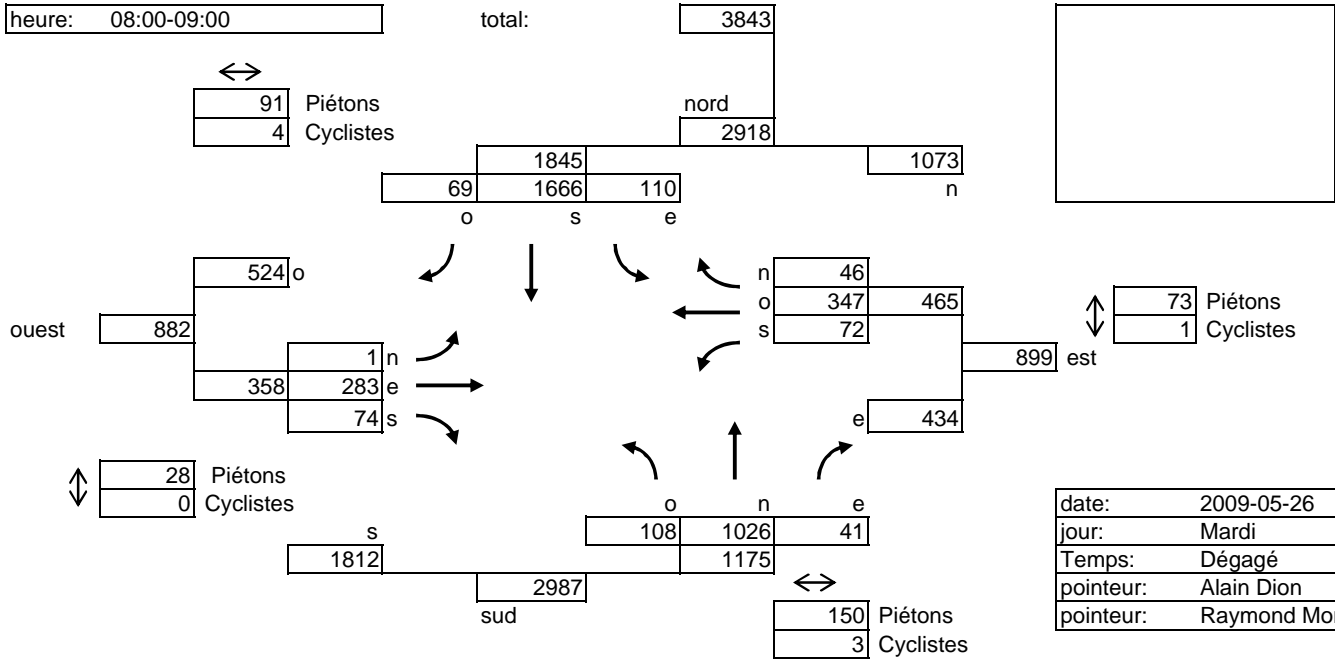 heure: 08:00-09:00 total: 3843
91 Piétons nord
4 Cyclistes 2918
1845 1073
69 1666 110 n
o s e
524 o n 46
o 347 465 73 Piétons
ouest 882 s 72 1 Cyclistes
1 n 899 est
358 283 e
74 s e 434
28 Piétons
0 Cyclistes o n e date: 2009-05-26
s 108 1026 41 jour: Mardi
1812 1175 Temps: Dégagé
2987 pointeur: Alain Dion
sud 150 Piétons pointeur: Raymond
3 Cyclistes